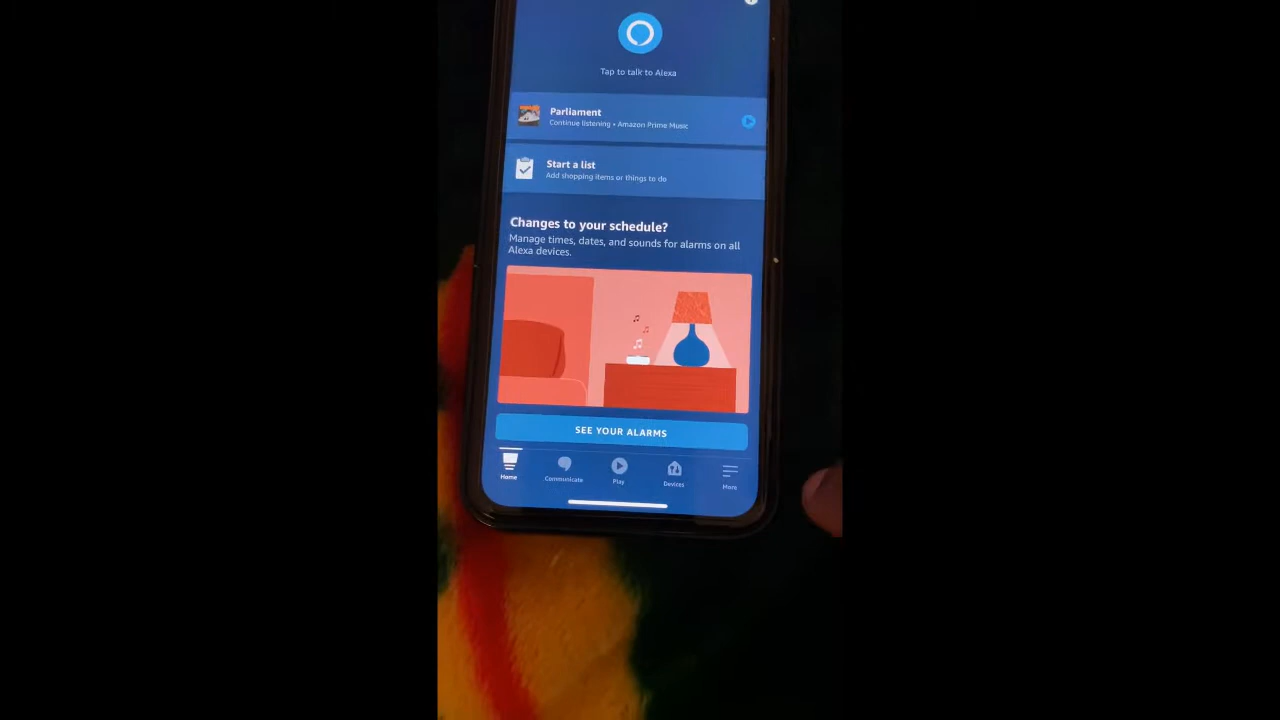 Tap to talk to Alexa
Parliament
Continue listening • Amazon Prime Music
Start a list
Add shopping items or things to do
Changes to your schedule?
Manage times, dates, and sounds for alarms on all
Alexa devices.
SEE YOUR ALARMS
Home
Communicate
Play
Devices
More